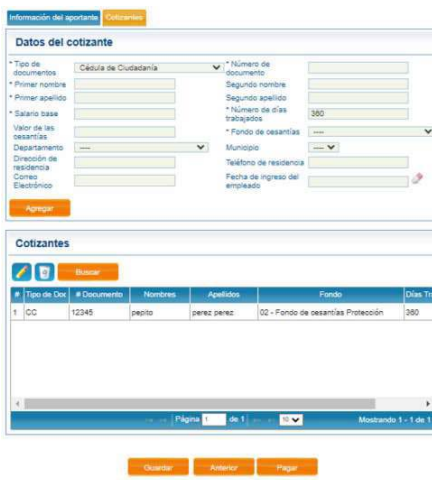 Información del aportante Cotizantes
Datos del cotizante
* Tipo de documentos Cédula de Ciudadanía * Número de documento
* Primer nombre Segundo nombre
* Primer apellido Segundo apellido
* Salario base * Número de días trabajados 360
Valor de las cesantías * Fondo de cesantías ----
Departamento ---- Municipio ----
Dirección de residencia Teléfono de residencia
Correo Electrónico Fecha de ingreso del empleado
Agregar
Cotizantes
Buscar
# Tipo de Doc # Documento Nombres Apellidos Fondo Días Tr
1 CC 12345 pepito perez perez 02 - Fondo de cesantías Protección 360
Página 1 de 1 10 Mostrando 1 - 1 de 1
Guardar Anterior Pagar